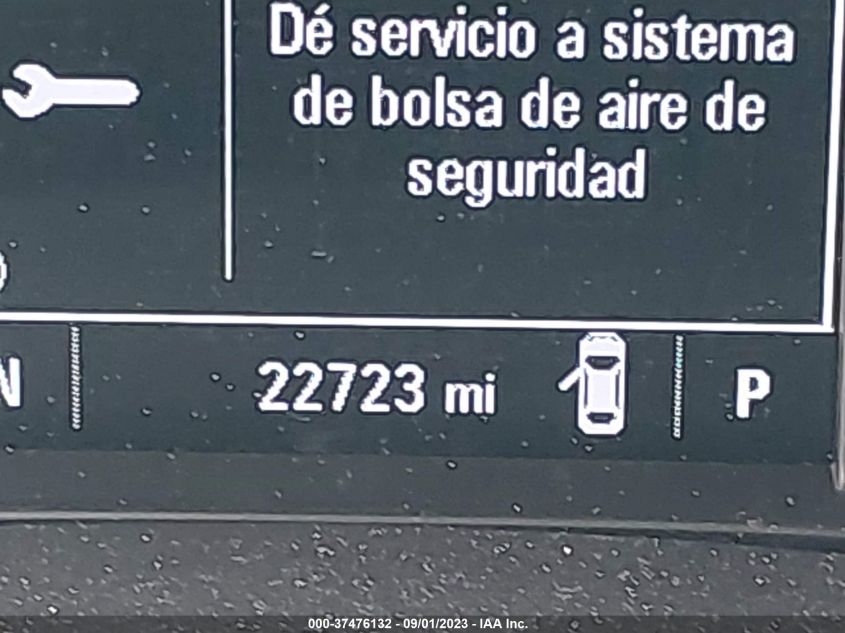 Dé servicio a sistema
de bolsa de aire de
seguridad
N
22723 mi
P
000-37476132 - 09/01/2023 - IAA Inc.